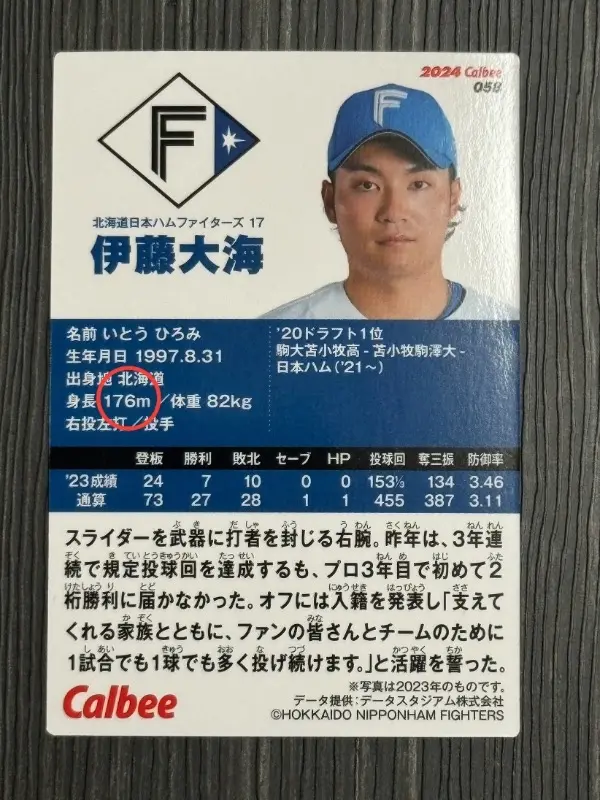 2024 Calbee
058
F
F
北海道日本ハムファイターズ 17
伊藤大海
名前 いとう ひろみ
生年月日 1997.8.31
出身地 北海道
身長 176m/体重 82kg
右投左打/投手
'20ドラフト1位
駒大苫小牧高-苫小牧駒澤大-
日本ハム('21~)
登板 勝利 敗北 セーブ HP 投球回 奪三振 防御率
'23成績 24 7 10 0 0 153⅓ 134 3.46
通算 73 27 28 1 1 455 387 3.11
スライダーを武器に打者を封じる右腕。昨年は、3年連
続で規定投球回を達成するも、プロ3年目で初めて2
桁勝利に届かなかった。オフには入籍を発表し「支えて
くれる家族とともに、ファンの皆さんとチームのために
1試合でも1球でも多く投げ続けます。」と活躍を誓った。
※写真は2023年のものです。
Calbee
データ提供:データスタジアム株式会社
©HOKKAIDO NIPPONHAM FIGHTERS